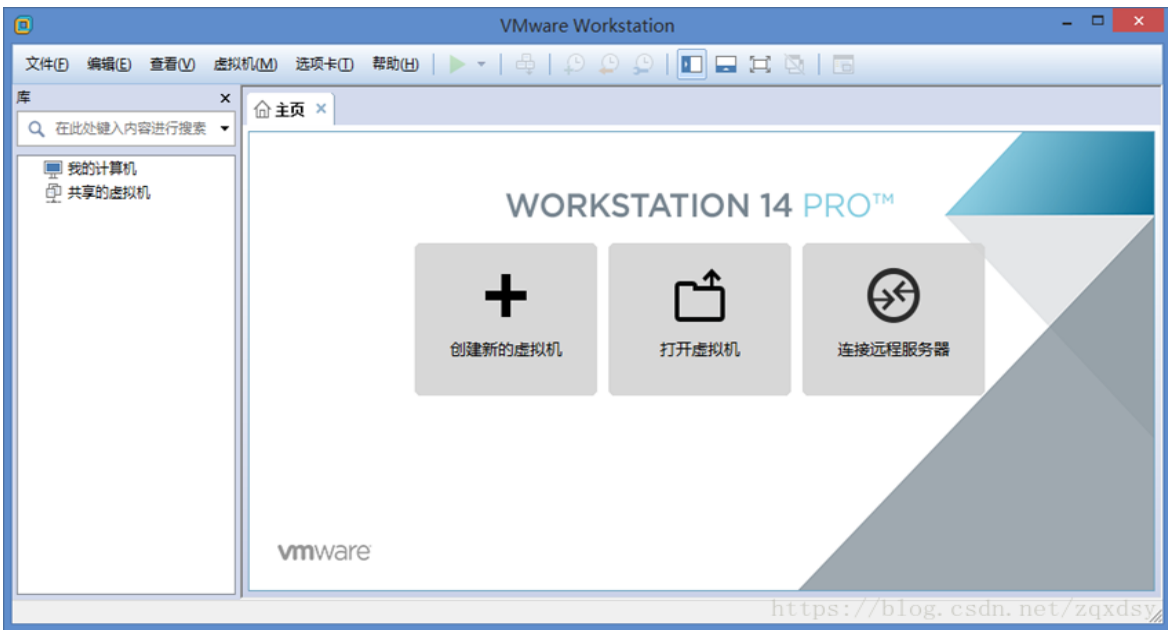 VMware Workstation
文件(F) 编辑(E) 查看(V) 虚拟机(M) 选项卡(T) 帮助(H)
库
主页
在此处键入内容进行搜索
我的计算机
共享的虚拟机
WORKSTATION 14 PRO™
创建新的虚拟机 打开虚拟机 连接远程服务器
vmware
https://blog.csdn.net/zqxdsy